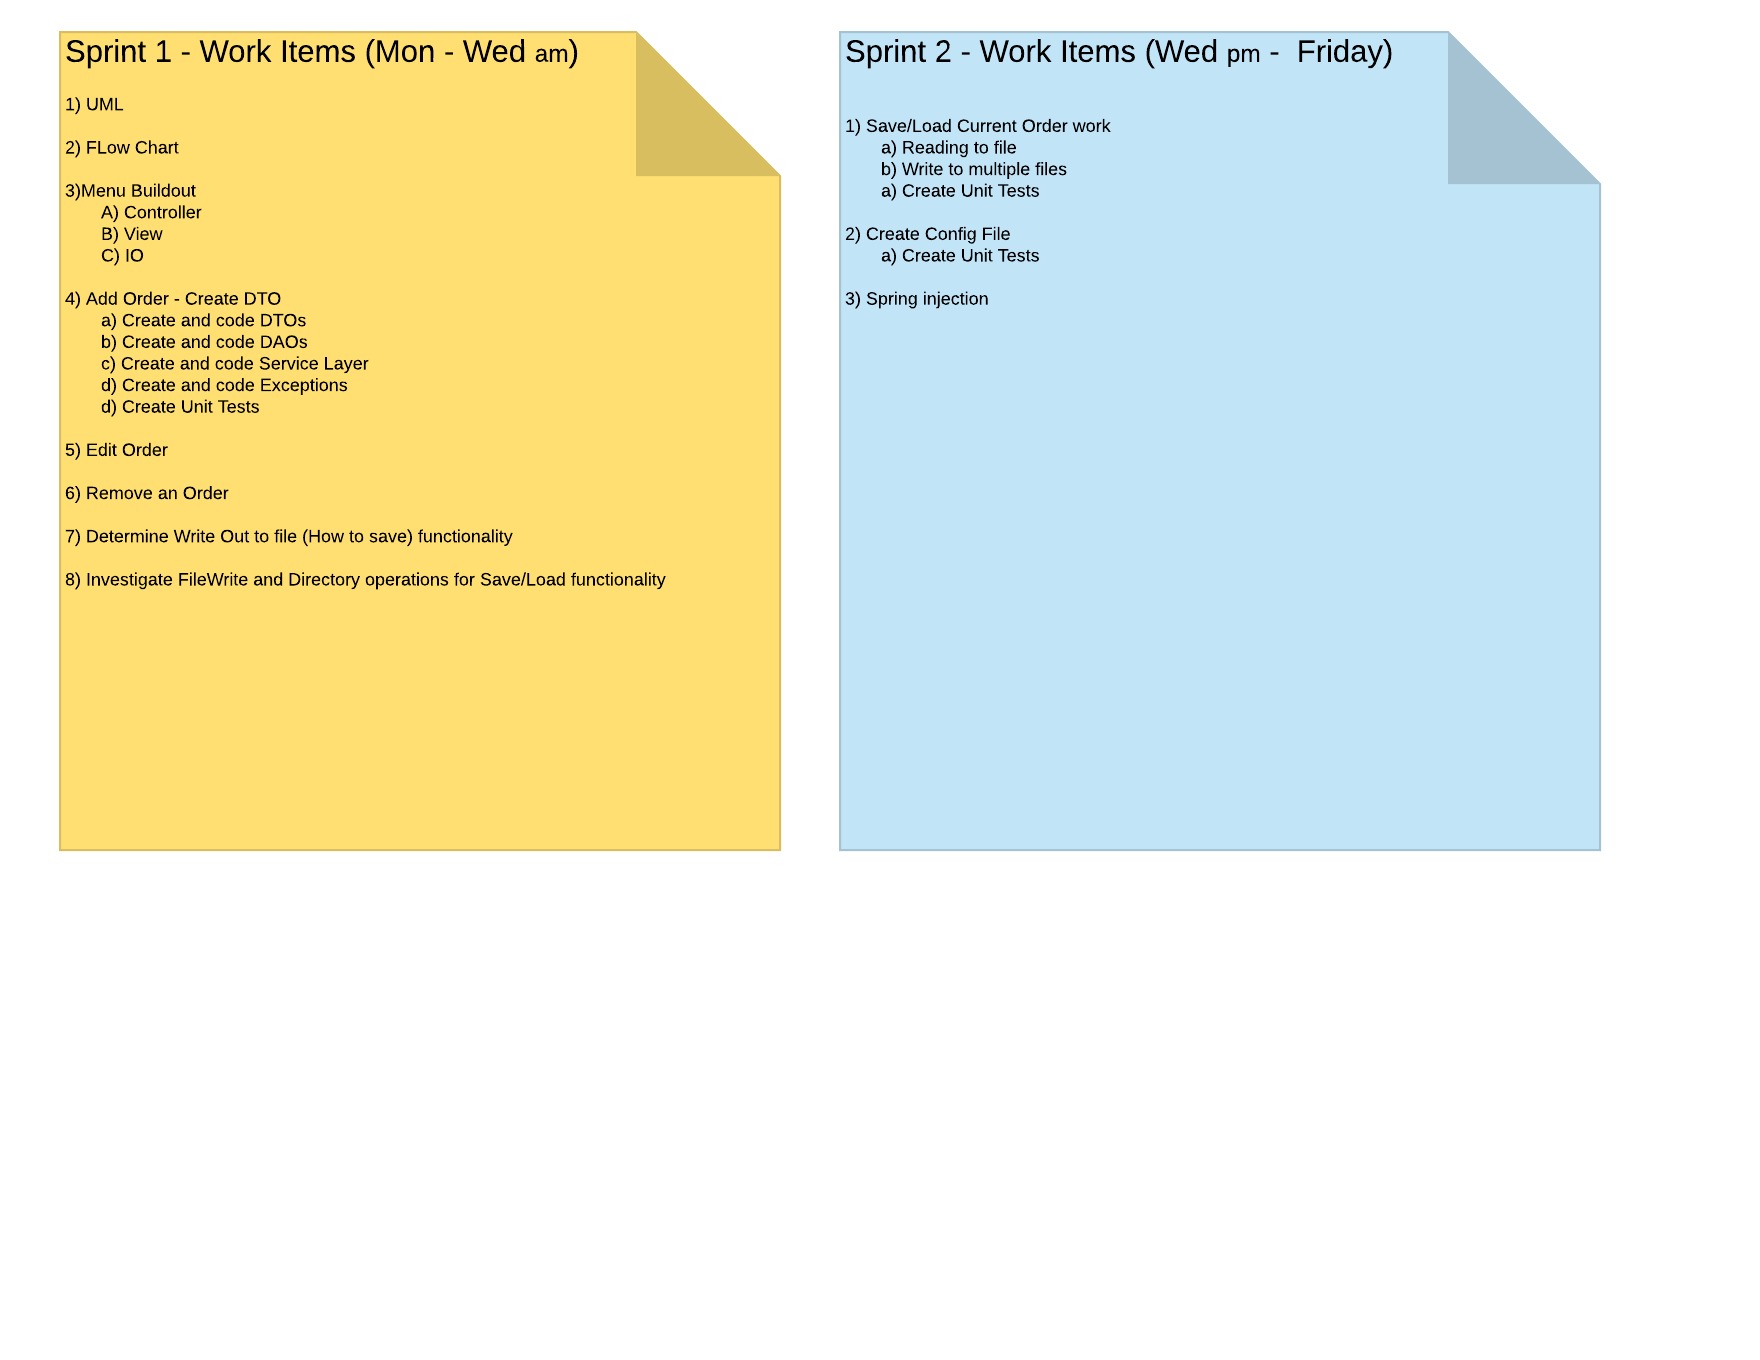 Sprint 1 - Work Items (Mon - Wed am)
1) UML
2) FLow Chart
3)Menu Buildout
A) Controller
B) View
C) IO
4) Add Order - Create DTO
a) Create and code DTOs
b) Create and code DAOs
c) Create and code Service Layer
d) Create and code Exceptions
d) Create Unit Tests
5) Edit Order
6) Remove an Order
7) Determine Write Out to file (How to save) functionality
8) Investigate FileWrite and Directory operations for Save/Load functionality
Sprint 2 - Work Items (Wed pm -  Friday)
1) Save/Load Current Order work
a) Reading to file
b) Write to multiple files
a) Create Unit Tests
2) Create Config File
a) Create Unit Tests
3) Spring injection